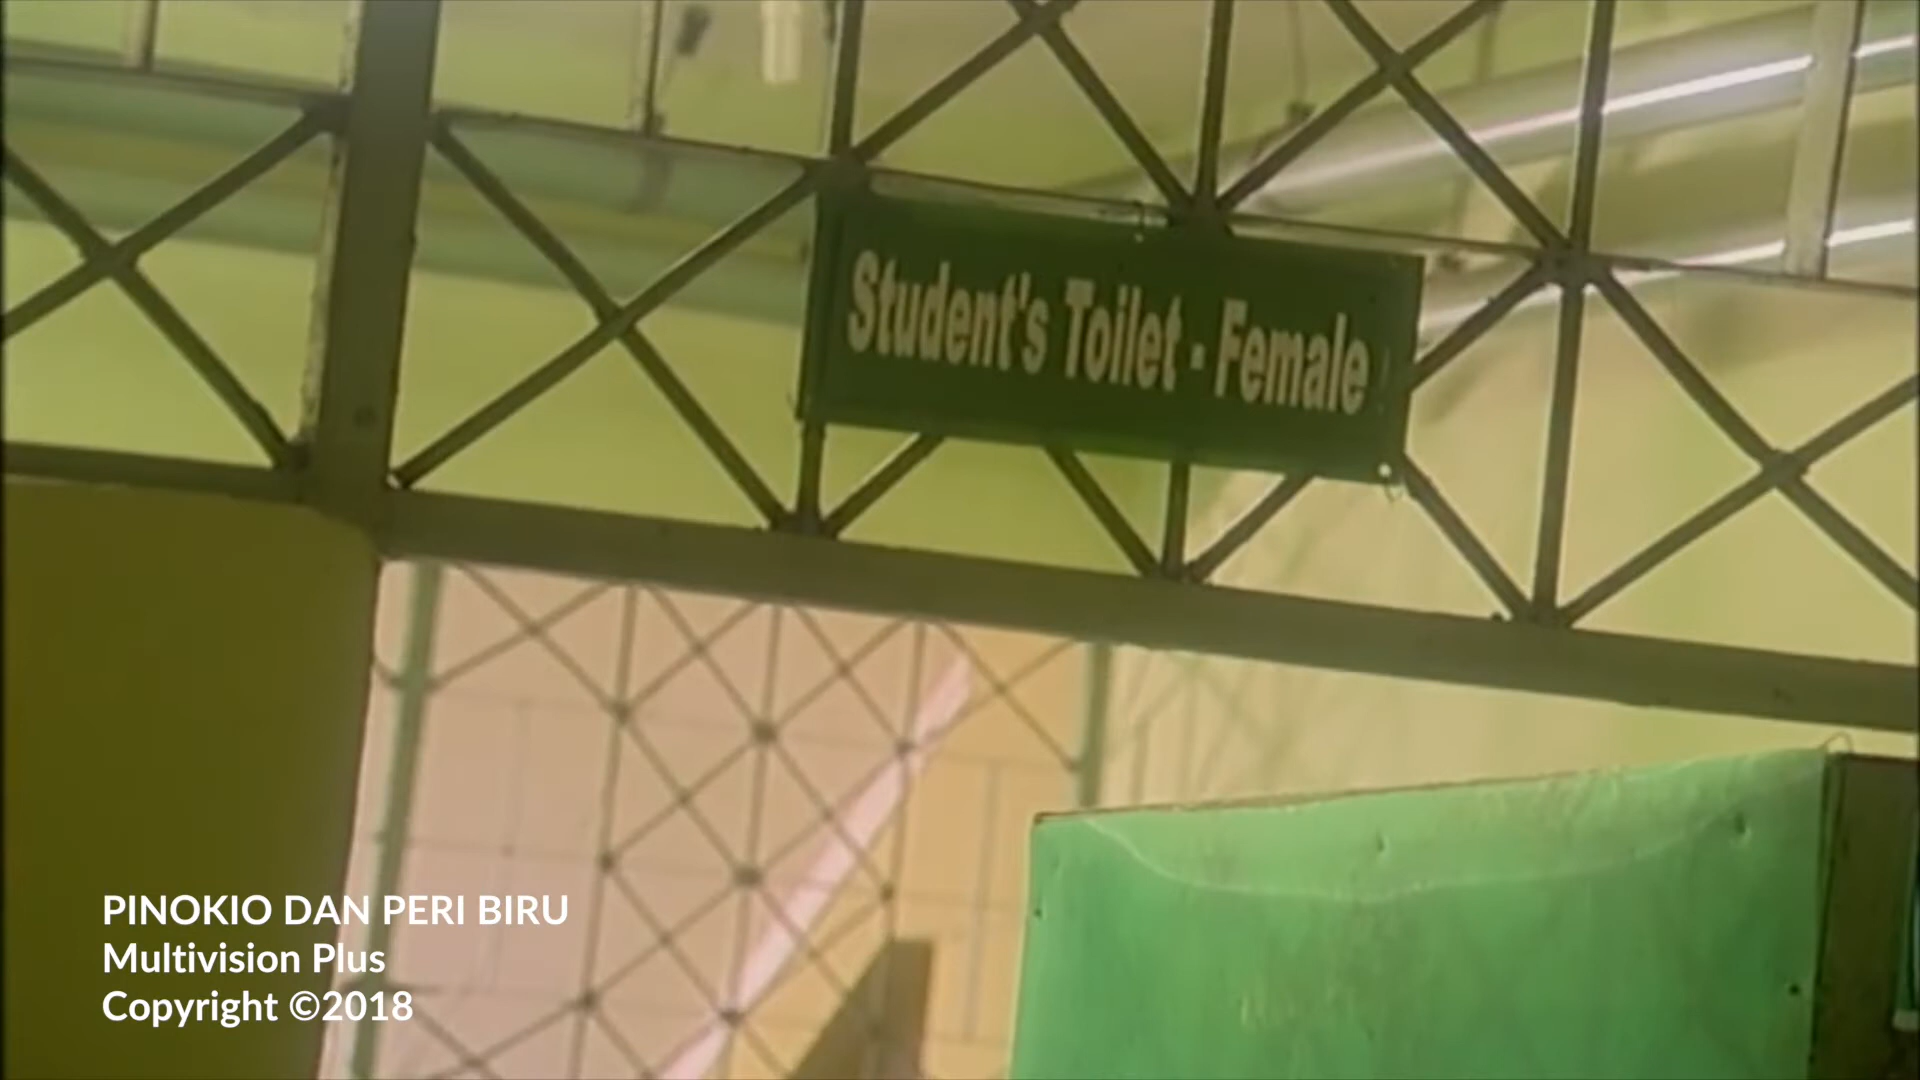 Student's Toilet - Female
PINOKIO DAN PERI BIRU
Multivision Plus
Copyright ©2018